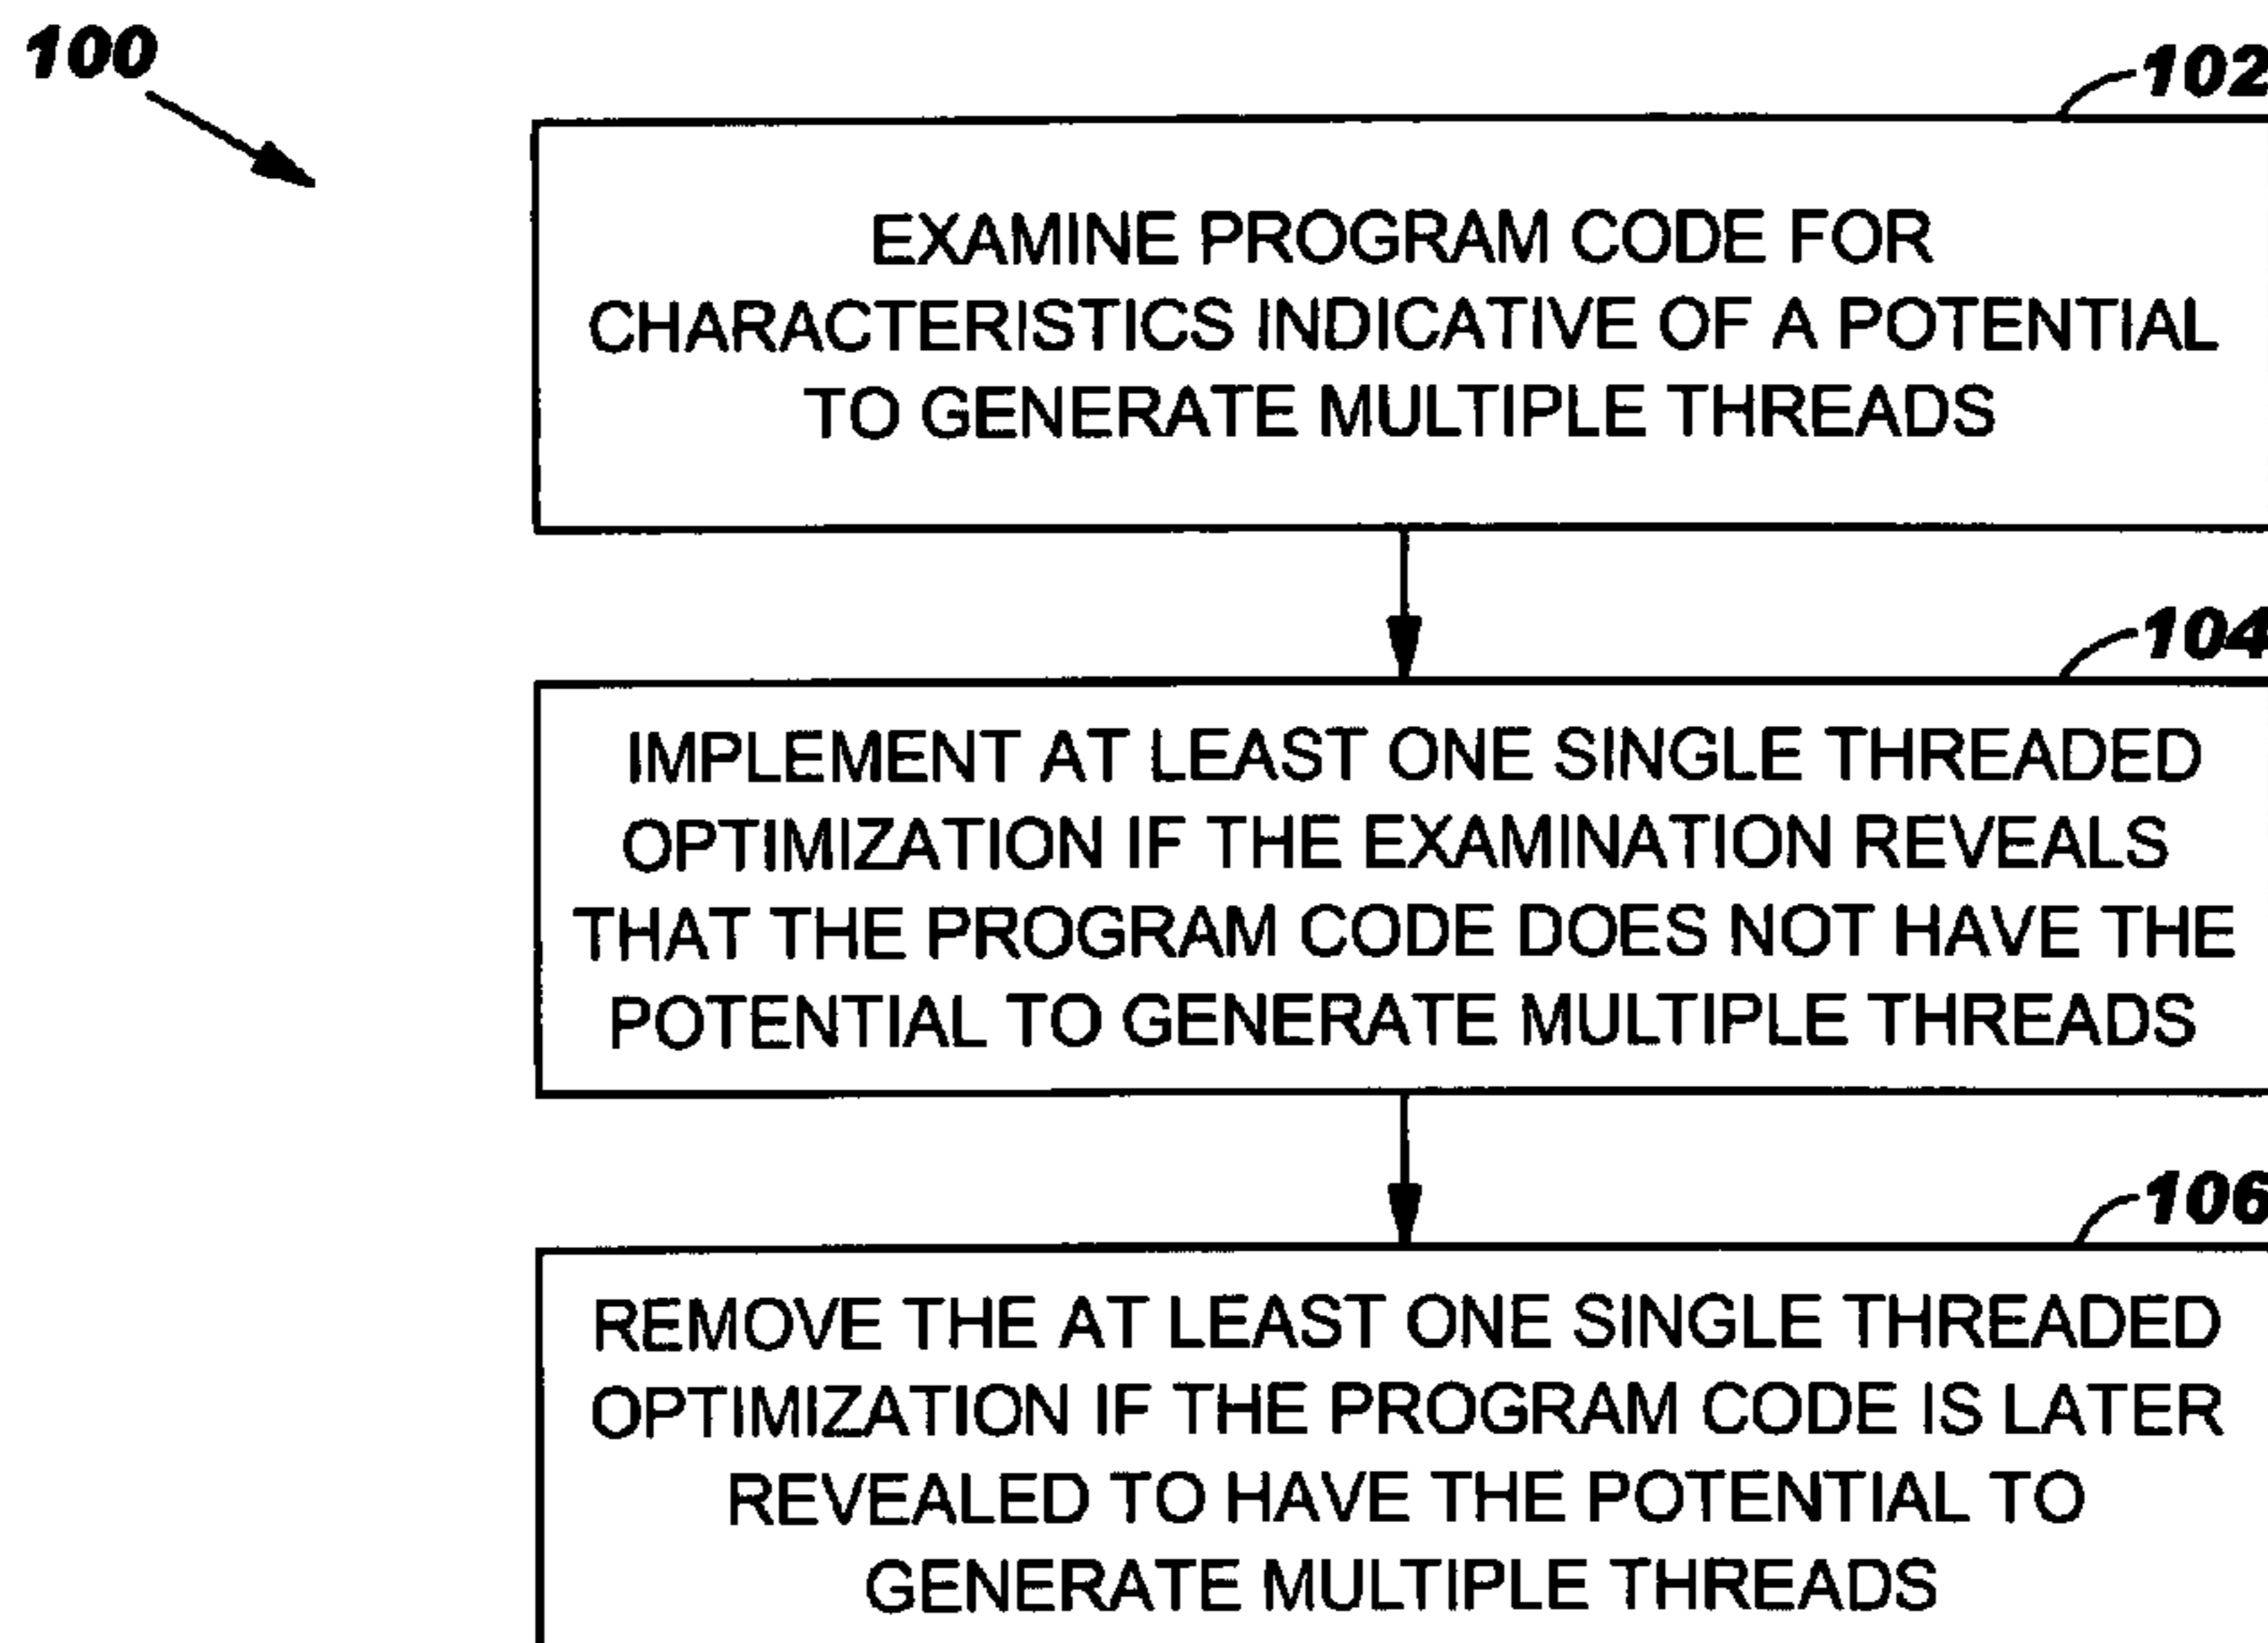 100
102
EXAMINE PROGRAM CODE FOR
CHARACTERISTICS INDICATIVE OF A POTENTIAL
TO GENERATE MULTIPLE THREADS
104
IMPLEMENT AT LEAST ONE SINGLE THREADED
OPTIMIZATION IF THE EXAMINATION REVEALS
THAT THE PROGRAM CODE DOES NOT HAVE THE
POTENTIAL TO GENERATE MULTIPLE THREADS
106
REMOVE THE AT LEAST ONE SINGLE THREADED
OPTIMIZATION IF THE PROGRAM CODE IS LATER
REVEALED TO HAVE THE POTENTIAL TO
GENERATE MULTIPLE THREADS